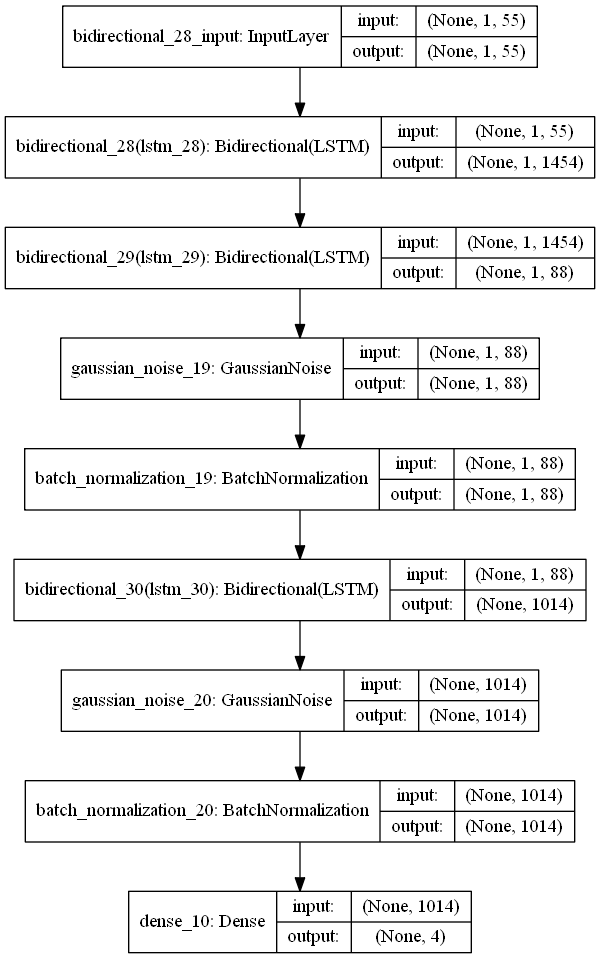 bidirectional_28_input: InputLayer
input: (None, 1, 55)
output: (None, 1, 55)
bidirectional_28(lstm_28): Bidirectional(LSTM)
input: (None, 1, 55)
output: (None, 1, 1454)
bidirectional_29(lstm_29): Bidirectional(LSTM)
input: (None, 1, 1454)
output: (None, 1, 88)
gaussian_noise_19: GaussianNoise
input: (None, 1, 88)
output: (None, 1, 88)
batch_normalization_19: BatchNormalization
input: (None, 1, 88)
output: (None, 1, 88)
bidirectional_30(lstm_30): Bidirectional(LSTM)
input: (None, 1, 88)
output: (None, 1014)
gaussian_noise_20: GaussianNoise
input: (None, 1014)
output: (None, 1014)
batch_normalization_20: BatchNormalization
input: (None, 1014)
output: (None, 1014)
dense_10: Dense
input: (None, 1014)
output: (None, 4)